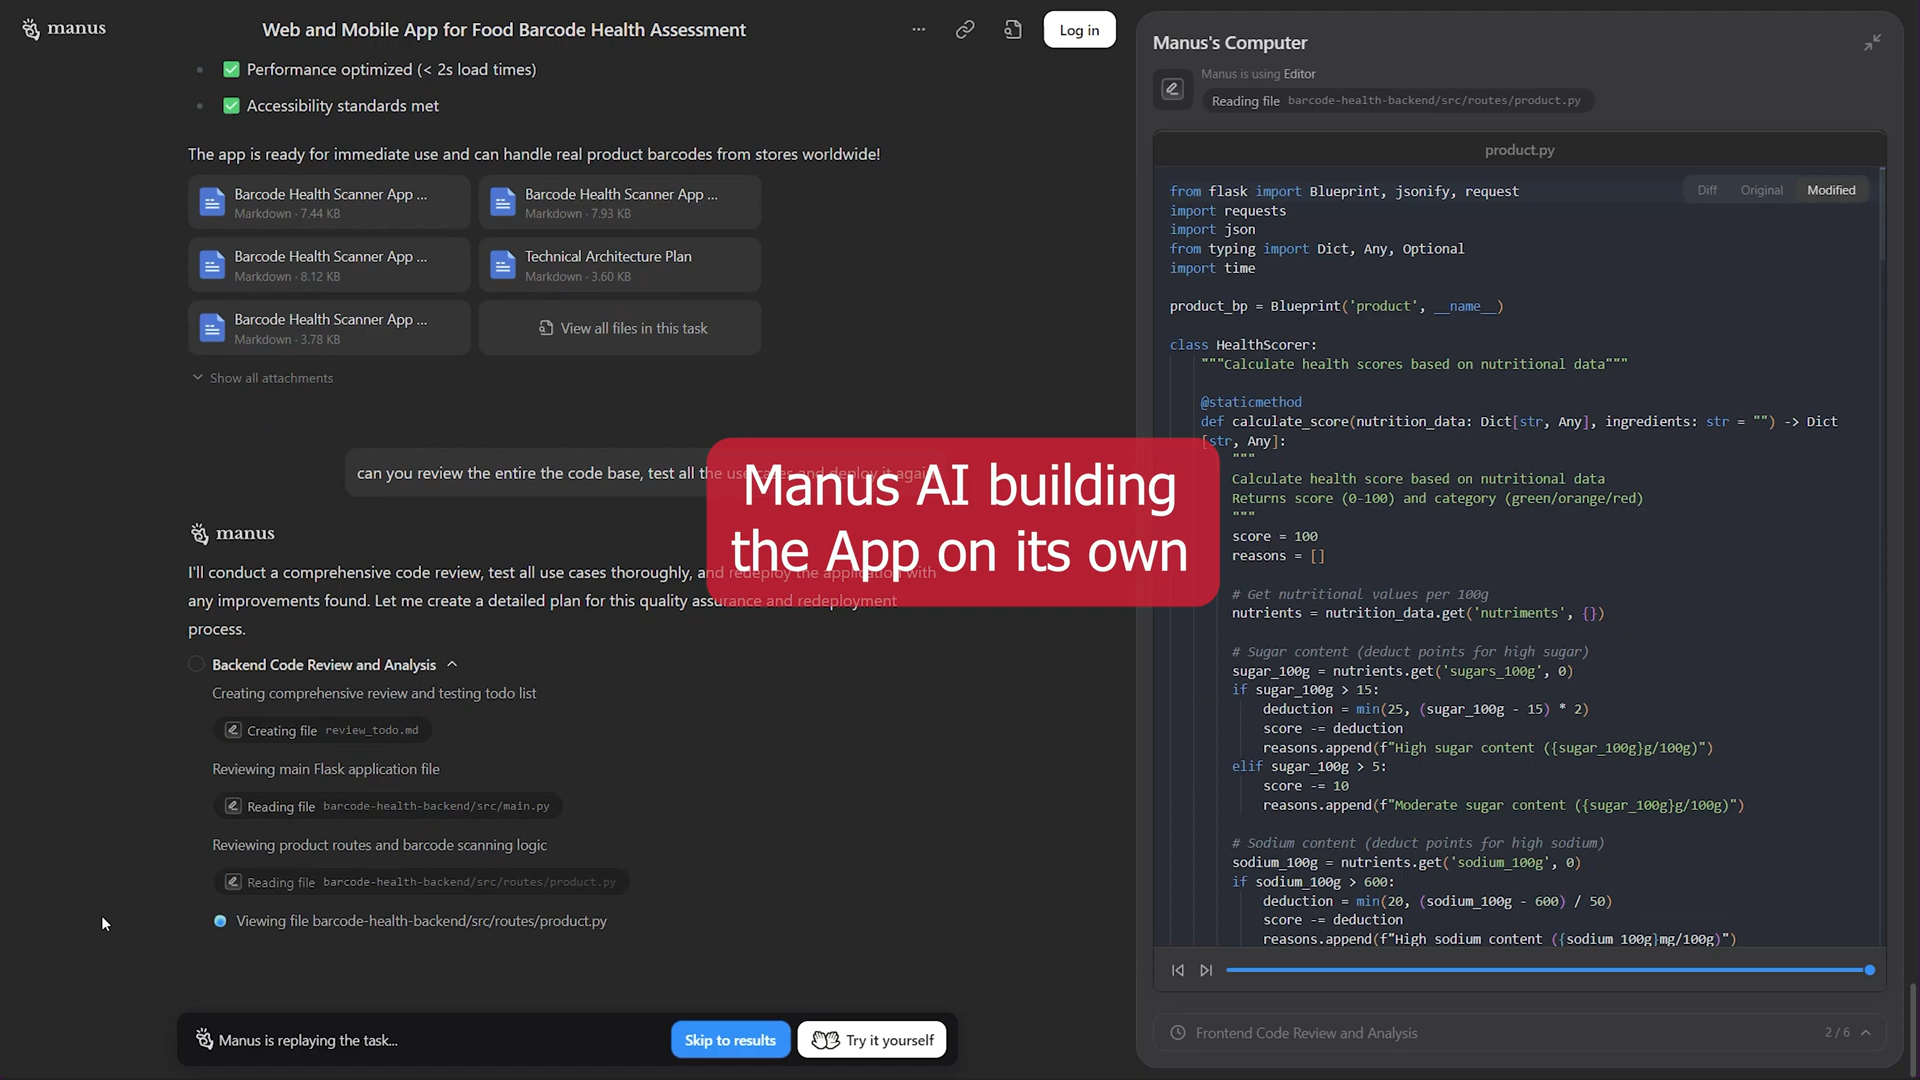 manus
Web and Mobile App for Food Barcode Health Assessment
Log in
Performance optimized (< 2s load times)
Accessibility standards met
The app is ready for immediate use and can handle real product barcodes from stores worldwide!
Barcode Health Scanner App ...
Markdown · 7.44 KB
Barcode Health Scanner App ...
Markdown · 7.93 KB
Barcode Health Scanner App ...
Markdown · 8.12 KB
Technical Architecture Plan
Markdown · 3.60 KB
Barcode Health Scanner App ...
Markdown · 3.78 KB
View all files in this task
Show all attachments
can you review the entire the code base, test all the use cases and deploy it again
Manus AI building
the App on its own
manus
I'll conduct a comprehensive code review, test all use cases thoroughly, and redeploy the application with
any improvements found. Let me create a detailed plan for this quality assurance and redeployment
process.
Backend Code Review and Analysis
Creating comprehensive review and testing todo list
Creating file review_todo.md
Reviewing main Flask application file
Reading file barcode-health-backend/src/main.py
Reviewing product routes and barcode scanning logic
Reading file barcode-health-backend/src/routes/product.py
Viewing file barcode-health-backend/src/routes/product.py
Manus is replaying the task...
Skip to results
Try it yourself
Manus's Computer
Manus is using Editor
Reading file barcode-health-backend/src/routes/product.py
product.py
Diff Original Modified
from flask import Blueprint, jsonify, request
import requests
import json
from typing import Dict, Any, Optional
import time
product_bp = Blueprint('product', __name__)
class HealthScorer:
"""Calculate health scores based on nutritional data"""
@staticmethod
def calculate_score(nutrition_data: Dict[str, Any], ingredients: str = "") -> Dict
[str, Any]:
"""
Calculate health score based on nutritional data
Returns score (0-100) and category (green/orange/red)
"""
score = 100
reasons = []
# Get nutritional values per 100g
nutrients = nutrition_data.get('nutriments', {})
# Sugar content (deduct points for high sugar)
sugar_100g = nutrients.get('sugars_100g', 0)
if sugar_100g > 15:
deduction = min(25, (sugar_100g - 15) * 2)
score -= deduction
reasons.append(f"High sugar content ({sugar_100g}g/100g)")
elif sugar_100g > 5:
score -= 10
reasons.append(f"Moderate sugar content ({sugar_100g}g/100g)")
# Sodium content (deduct points for high sodium)
sodium_100g = nutrients.get('sodium_100g', 0)
if sodium_100g > 600:
deduction = min(20, (sodium_100g - 600) / 50)
score -= deduction
reasons.append(f"High sodium content ({sodium_100g}mg/100g)")
Frontend Code Review and Analysis
2 / 6